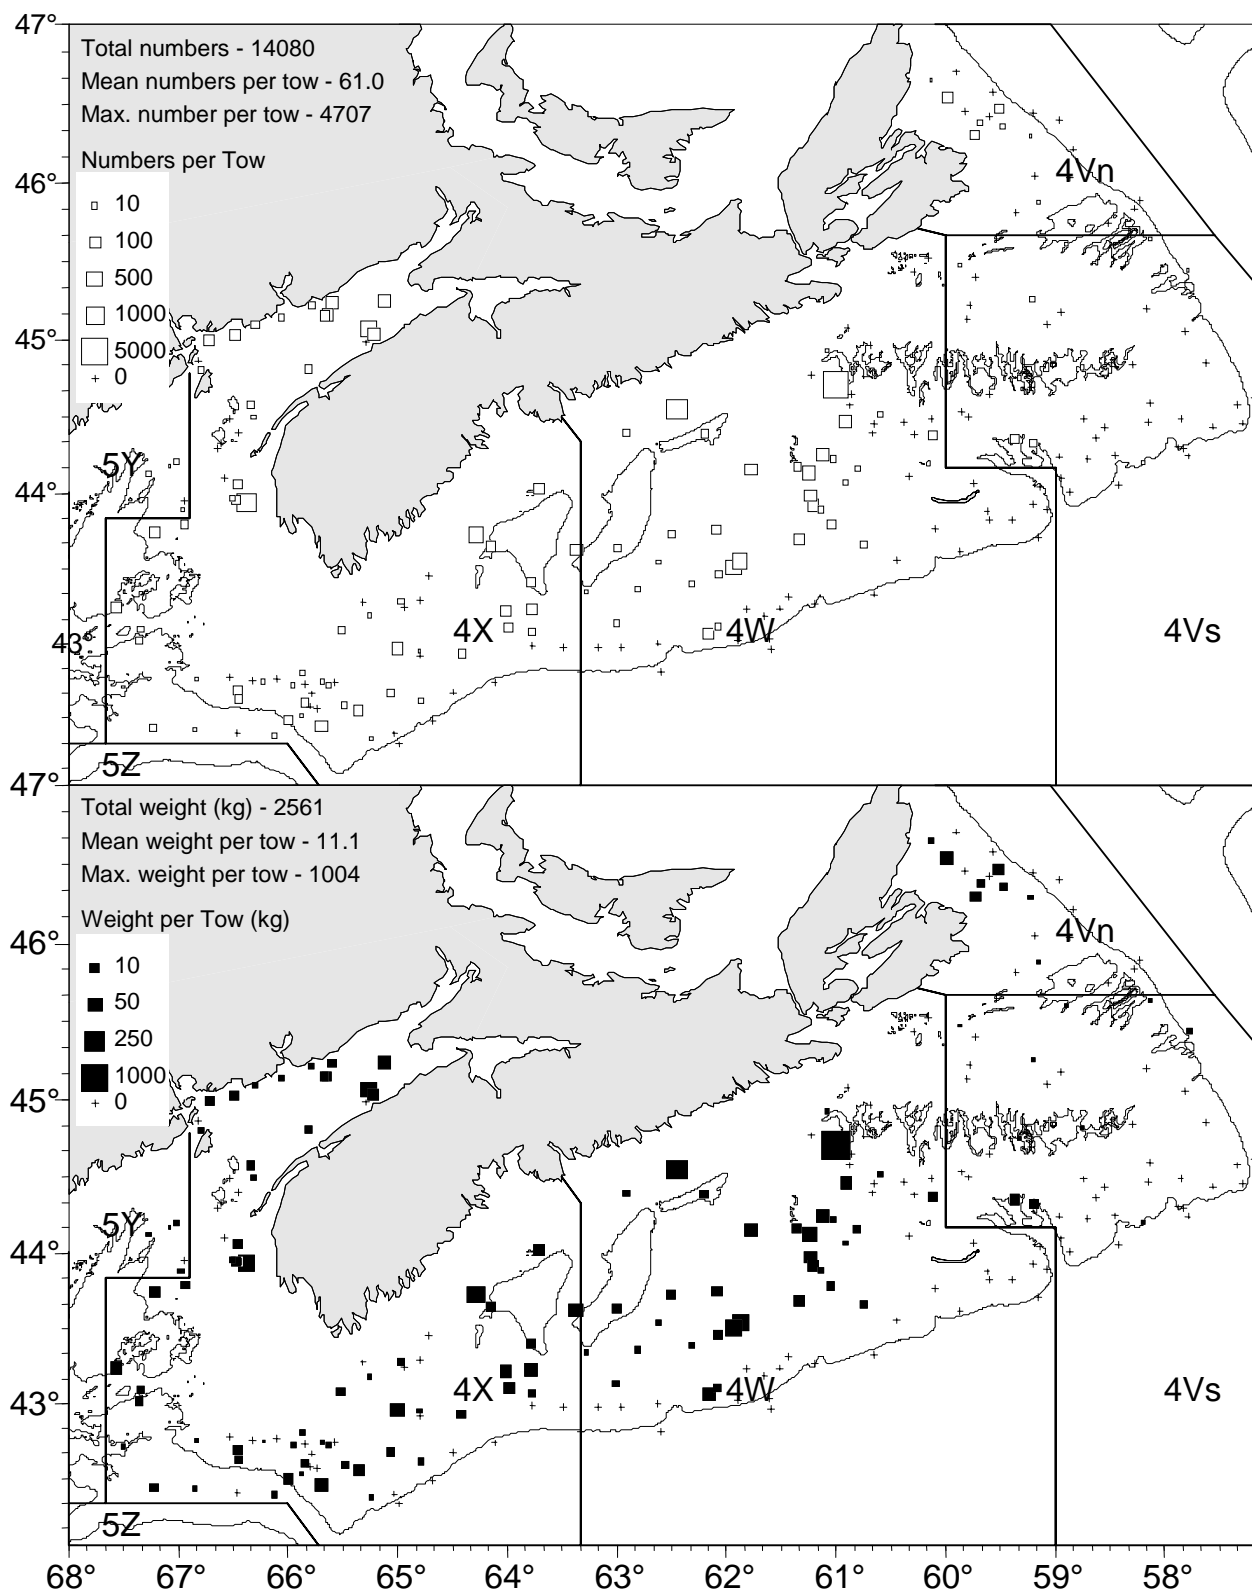 47°
Total numbers - 14080
Mean numbers per tow - 61.0
Max. number per tow - 4707
Numbers per Tow
10
100
500
1000
5000
0
46°
45°
44°
43°
4Vn
5Y
4X
4W
4Vs
5Z
47°
Total weight (kg) - 2561
Mean weight per tow - 11.1
Max. weight per tow - 1004
Weight per Tow (kg)
10
50
250
1000
0
46°
45°
44°
43°
4Vn
5Y
4X
4W
4Vs
5Z
68° 67° 66° 65° 64° 63° 62° 61° 60° 59° 58°